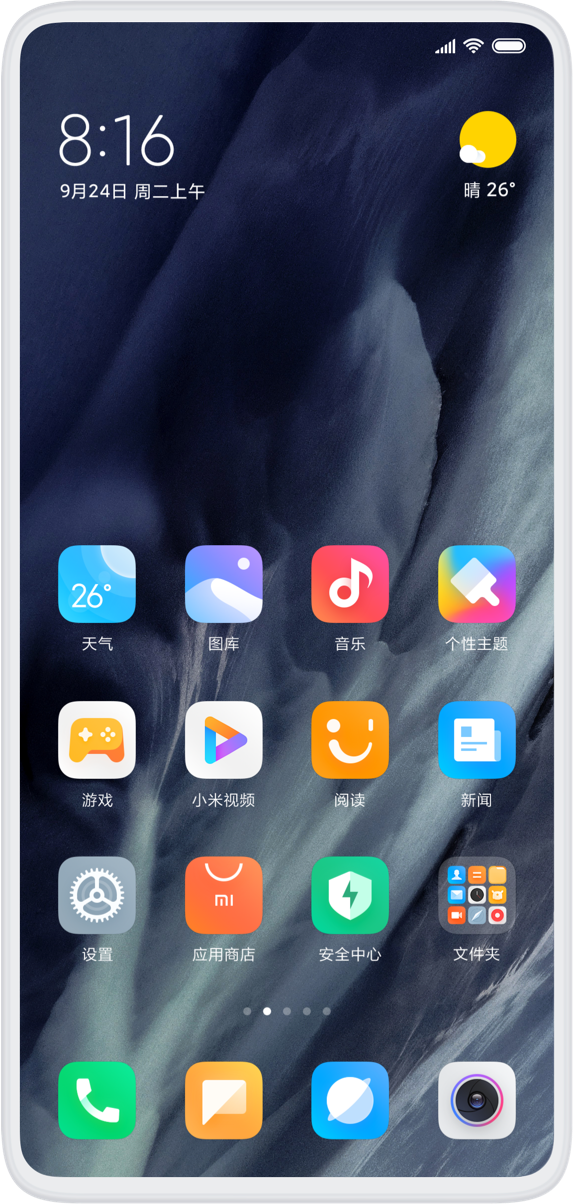 8:16
9月24日 周二上午
晴 26°
26°
天气
图库
音乐
个性主题
游戏
小米视频
阅读
新闻
mi
设置
应用商店
安全中心
文件夹